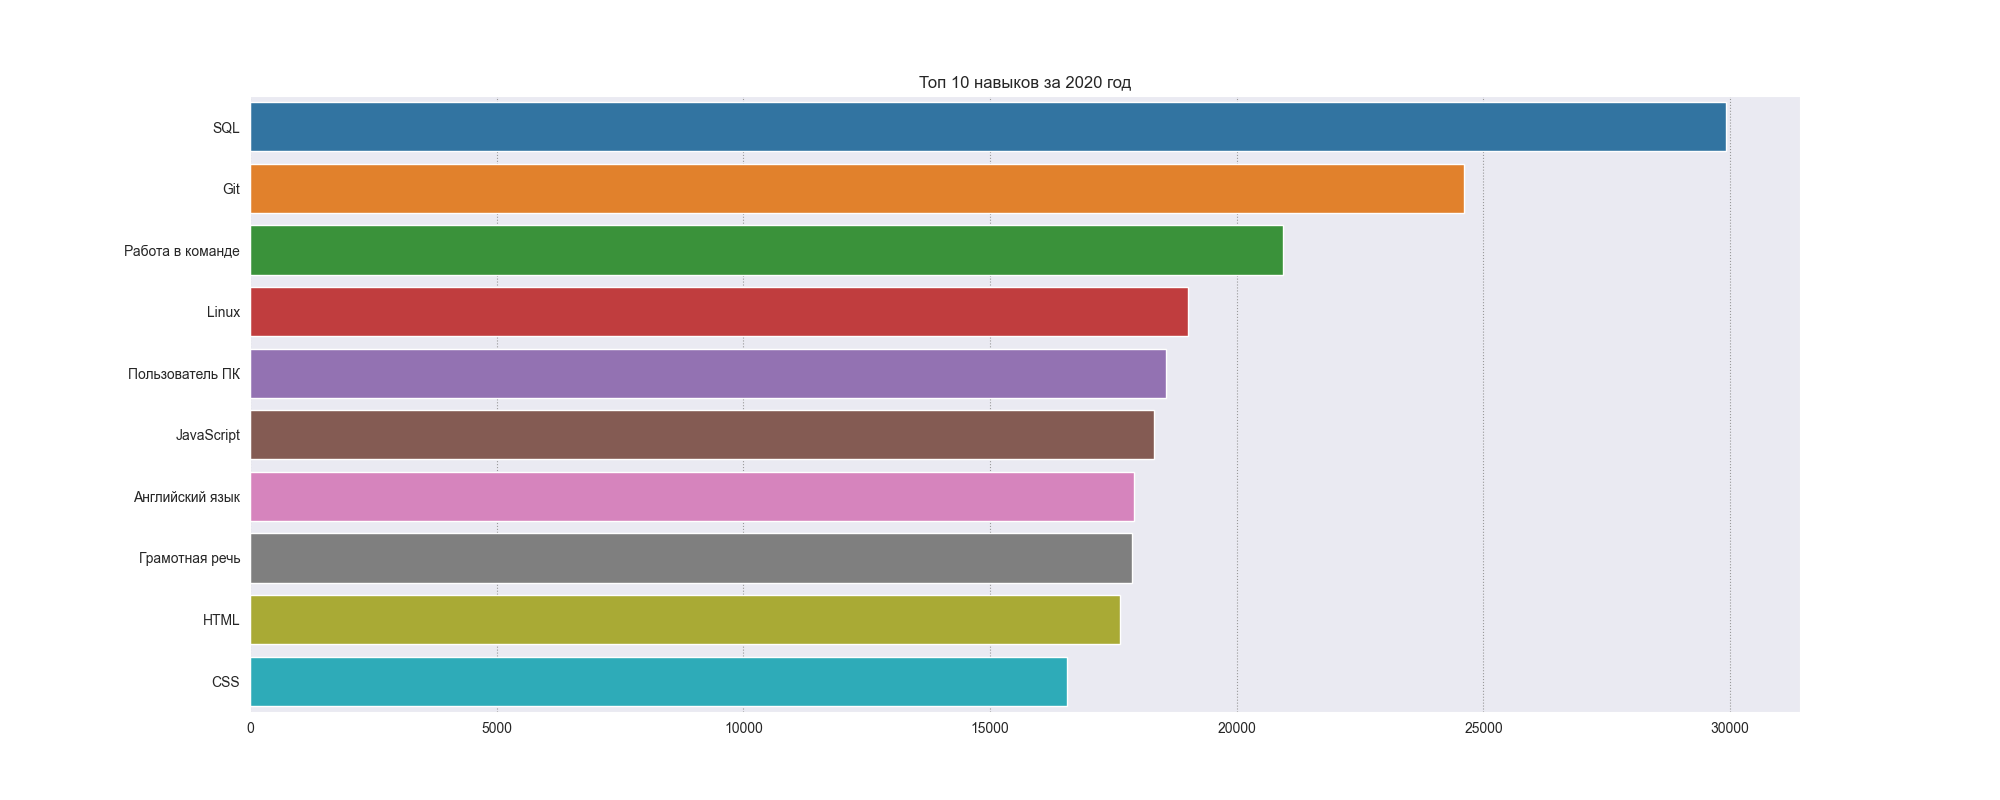 Топ 10 навыков за 2020 год
SQL
Git
Работа в команде
Linux
Пользователь ПК
JavaScript
Английский язык
Грамотная речь
HTML
CSS
0 5000 10000 15000 20000 25000 30000